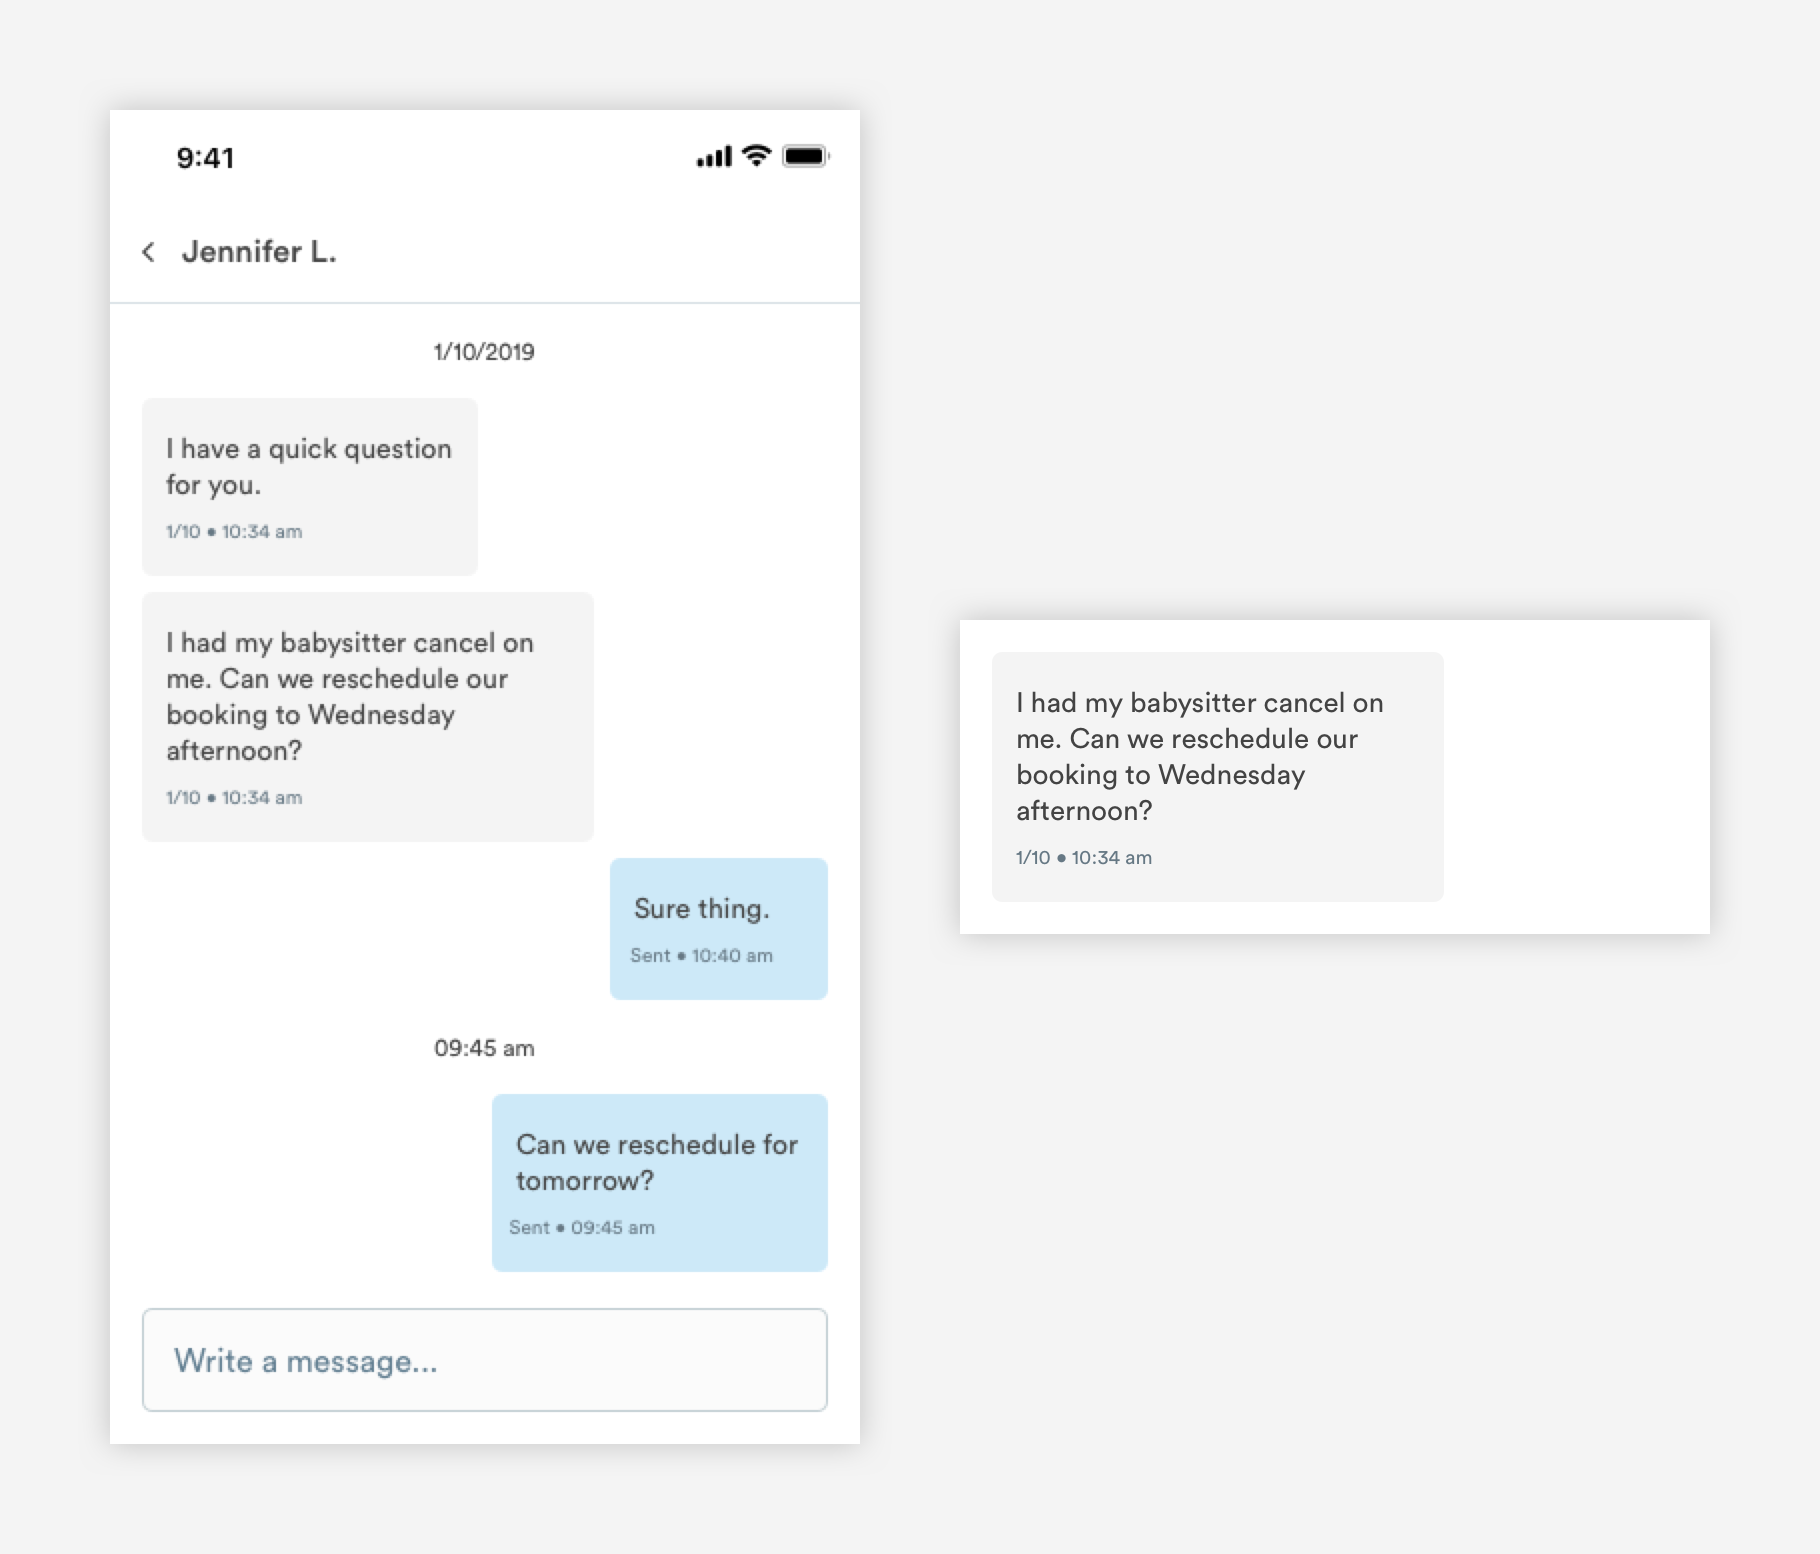 9:41
Jennifer L.
1/10/2019
I have a quick question
for you.
1/10 • 10:34 am
I had my babysitter cancel on
me. Can we reschedule our
booking to Wednesday
afternoon?
1/10 • 10:34 am
Sure thing.
Sent • 10:40 am
09:45 am
Can we reschedule for
tomorrow?
Sent • 09:45 am
Write a message...
I had my babysitter cancel on
me. Can we reschedule our
booking to Wednesday
afternoon?
1/10 • 10:34 am